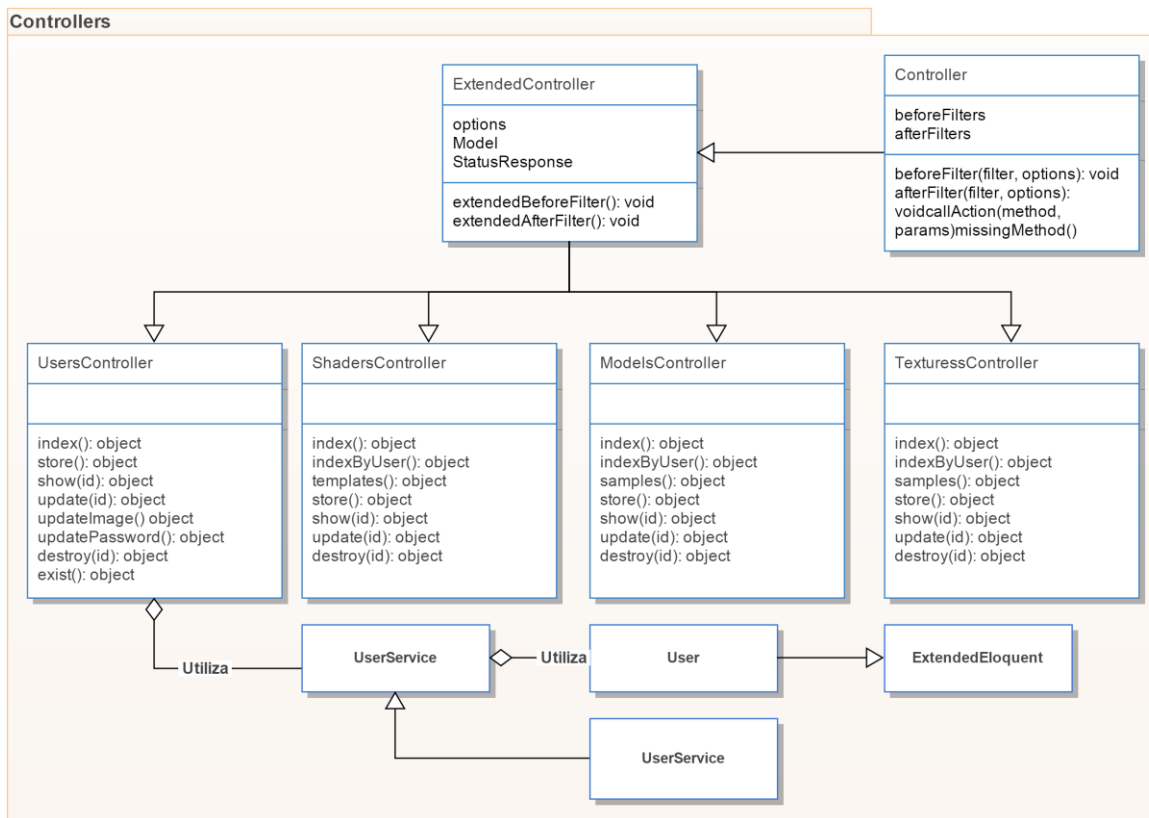 Controllers
ExtendedController
options
Model
StatusResponse
extendedBeforeFilter(): void
extendedAfterFilter(): void
Controller
beforeFilters
afterFilters
beforeFilter(filter, options): void
afterFilter(filter, options):
voidcallAction(method,
params)missingMethod()
UsersController
index(): object
store(): object
show(id): object
update(id): object
updateImage() object
updatePassword(): object
destroy(id): object
exist(): object
ShadersController
index(): object
indexByUser(): object
templates(): object
store(): object
show(id): object
update(id): object
destroy(id): object
ModelsController
index(): object
indexByUser(): object
samples(): object
store(): object
show(id): object
update(id): object
destroy(id): object
TexturessController
index(): object
indexByUser(): object
samples(): object
store(): object
show(id): object
update(id): object
destroy(id): object
Utiliza
UserService
Utiliza
User
ExtendedEloquent
UserService